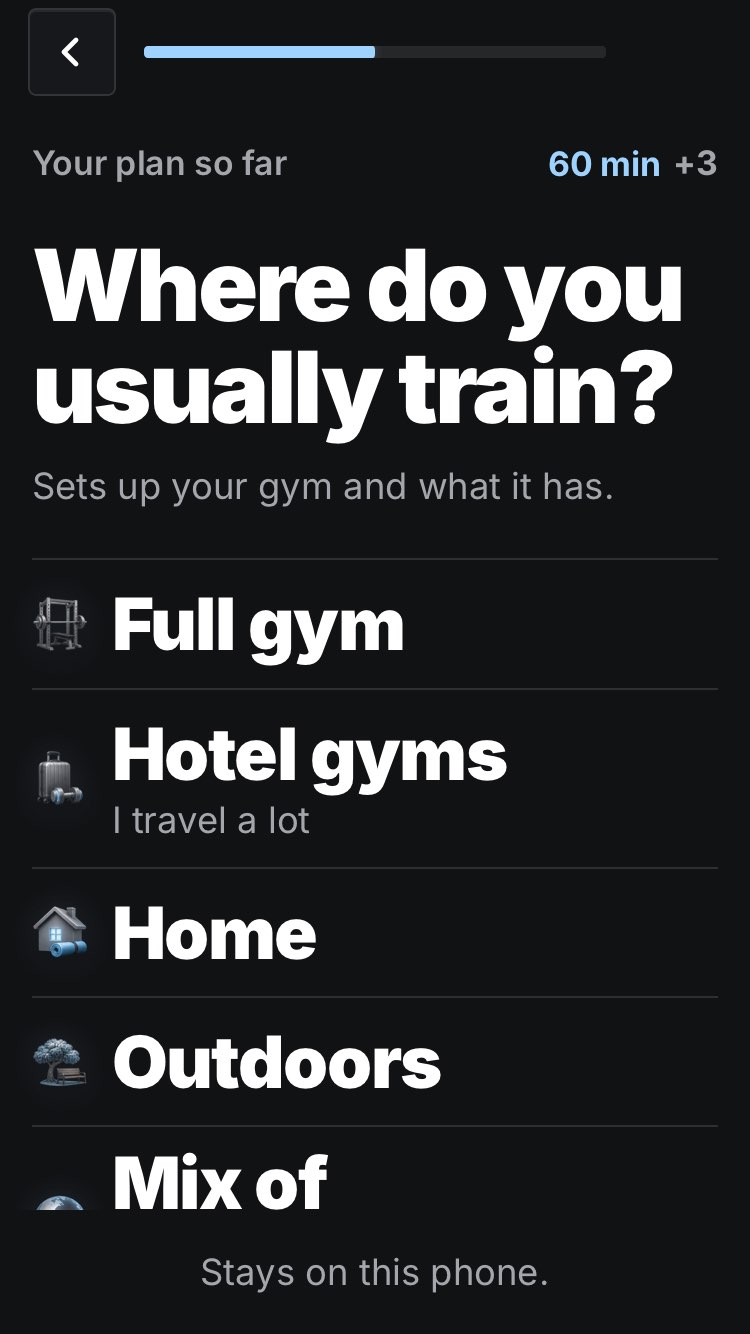 Your plan so far
60 min +3
Where do you
usually train?
Sets up your gym and what it has.
Full gym
Hotel gyms
I travel a lot
Home
Outdoors
Mix of
Stays on this phone.